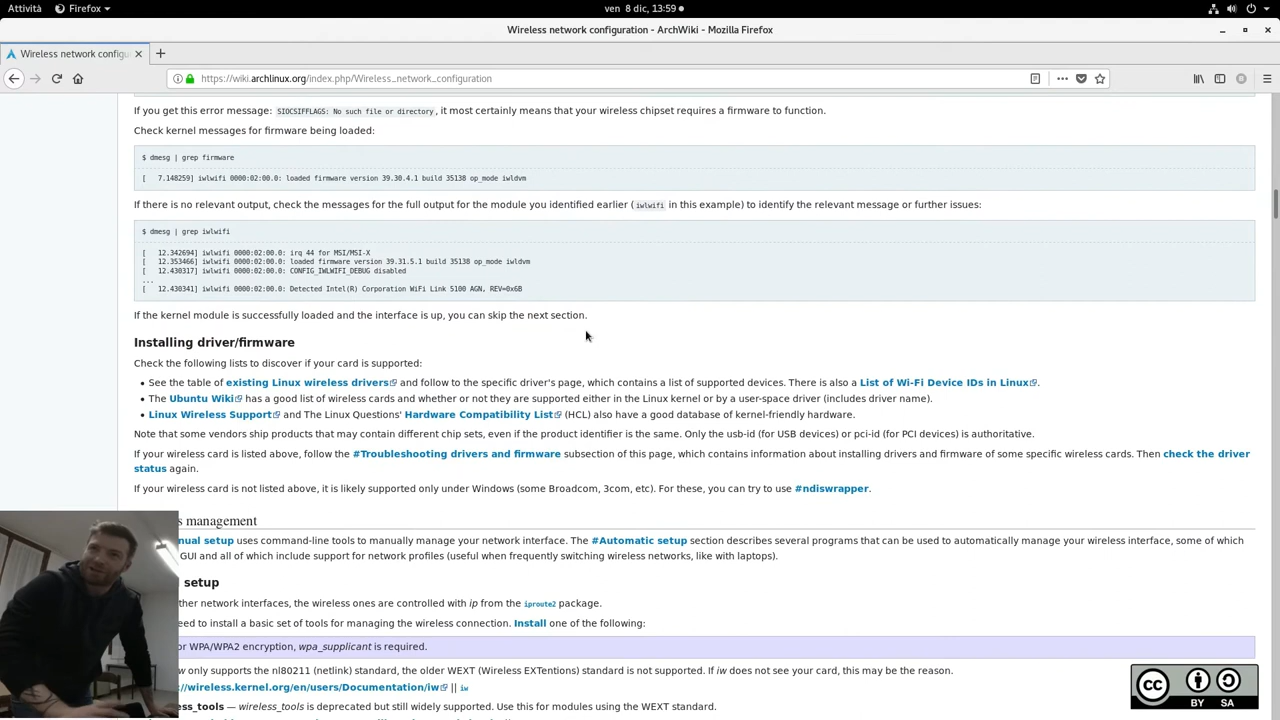 Attività Firefox ven 8 dic, 13:59
Wireless network configuration - ArchWiki - Mozilla Firefox
Wireless network configu
https://wiki.archlinux.org/index.php/Wireless_network_configuration
If you get this error message: SIOCSIFFLAGS: No such file or directory, it most certainly means that your wireless chipset requires a firmware to function.
Check kernel messages for firmware being loaded:
$ dmesg | grep firmware
[   7.148259] iwlwifi 0000:02:00.0: loaded firmware version 39.30.4.1 build 35138 op_mode iwldvm
If there is no relevant output, check the messages for the full output for the module you identified earlier (iwlwifi in this example) to identify the relevant message or further issues:
$ dmesg | grep iwlwifi
[   12.342694] iwlwifi 0000:02:00.0: irq 44 for MSI/MSI-X
[   12.353466] iwlwifi 0000:02:00.0: loaded firmware version 39.31.5.1 build 35138 op_mode iwldvm
[   12.430317] iwlwifi 0000:02:00.0: CONFIG_IWLWIFI_DEBUG disabled
...
[   12.430341] iwlwifi 0000:02:00.0: Detected Intel(R) Corporation WiFi Link 5100 AGN, REV=0x6B
If the kernel module is successfully loaded and the interface is up, you can skip the next section.
Installing driver/firmware
Check the following lists to discover if your card is supported:
• See the table of existing Linux wireless drivers and follow to the specific driver's page, which contains a list of supported devices. There is also a List of Wi-Fi Device IDs in Linux.
• The Ubuntu Wiki has a good list of wireless cards and whether or not they are supported either in the Linux kernel or by a user-space driver (includes driver name).
• Linux Wireless Support and The Linux Questions' Hardware Compatibility List (HCL) also have a good database of kernel-friendly hardware.
Note that some vendors ship products that may contain different chip sets, even if the product identifier is the same. Only the usb-id (for USB devices) or pci-id (for PCI devices) is authoritative.
If your wireless card is listed above, follow the #Troubleshooting drivers and firmware subsection of this page, which contains information about installing drivers and firmware of some specific wireless cards. Then check the driver
status again.
If your wireless card is not listed above, it is likely supported only under Windows (some Broadcom, 3com, etc). For these, you can try to use #ndiswrapper.
s management
nual setup uses command-line tools to manually manage your network interface. The #Automatic setup section describes several programs that can be used to automatically manage your wireless interface, some of which
GUI and all of which include support for network profiles (useful when frequently switching wireless networks, like with laptops).
setup
ther network interfaces, the wireless ones are controlled with ip from the iproute2 package.
eed to install a basic set of tools for managing the wireless connection. Install one of the following:
or WPA/WPA2 encryption, wpa_supplicant is required.
w only supports the nl80211 (netlink) standard, the older WEXT (Wireless EXTentions) standard is not supported. If iw does not see your card, this may be the reason.
://wireless.kernel.org/en/users/Documentation/iw || iw
ess_tools — wireless_tools is deprecated but still widely supported. Use this for modules using the WEXT standard.
CC BY SA